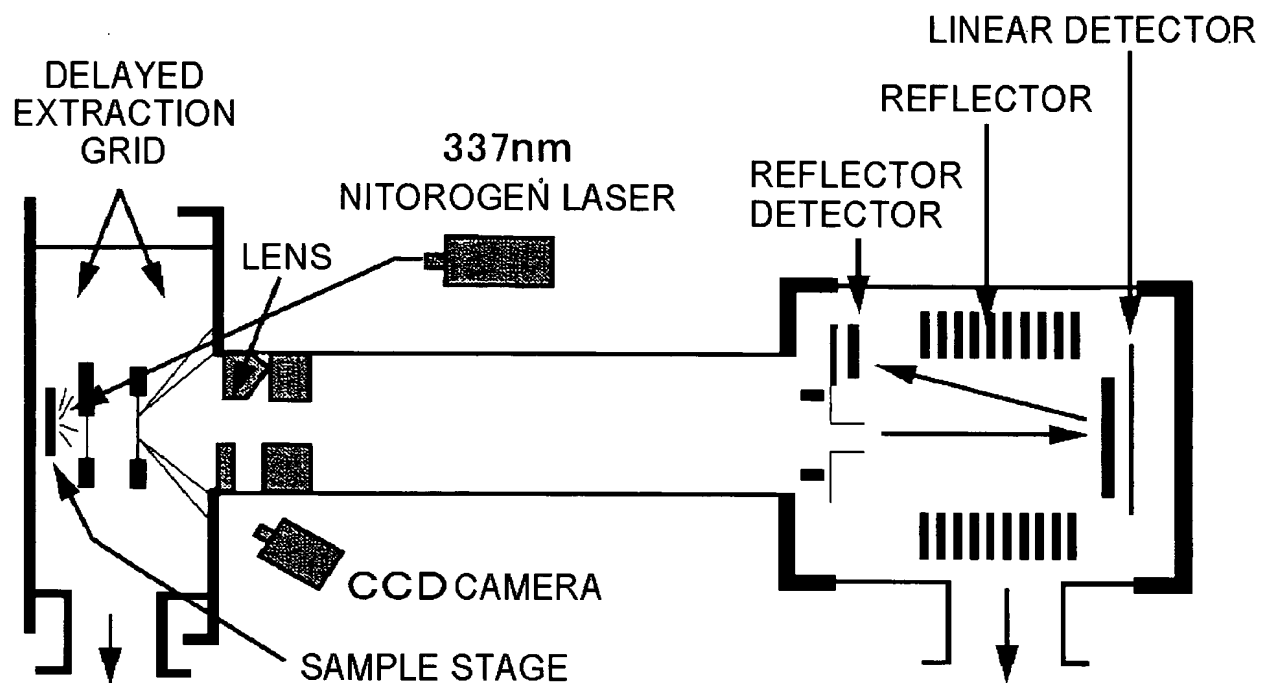 LINEAR DETECTOR
DELAYED
EXTRACTION
GRID
REFLECTOR
337nm
NITOROGEN LASER
REFLECTOR
DETECTOR
LENS
CCD CAMERA
SAMPLE STAGE